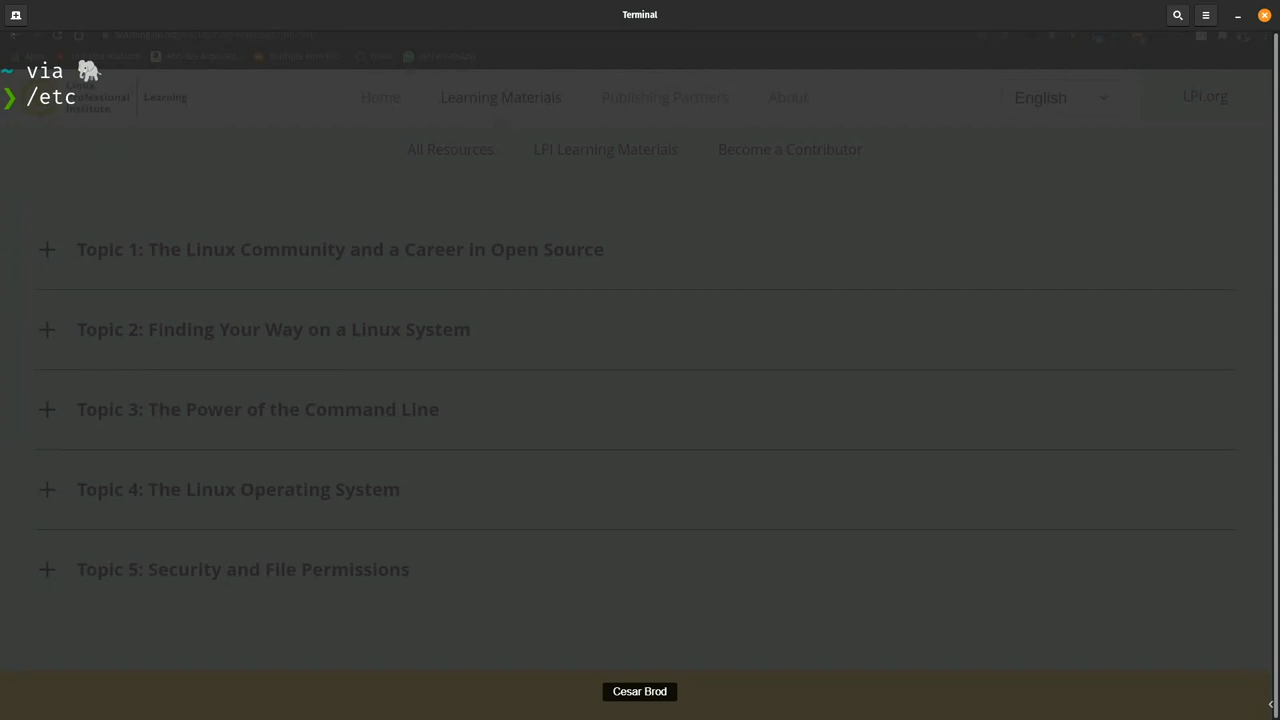 Terminal
~ via 🐘
❯ /etc
Linux
Professional
Institute
Learning
Home
Learning Materials
Publishing Partners
About
English
LPI.org
All Resources
LPI Learning Materials
Become a Contributor
+ Topic 1: The Linux Community and a Career in Open Source
+ Topic 2: Finding Your Way on a Linux System
+ Topic 3: The Power of the Command Line
+ Topic 4: The Linux Operating System
+ Topic 5: Security and File Permissions
Cesar Brod